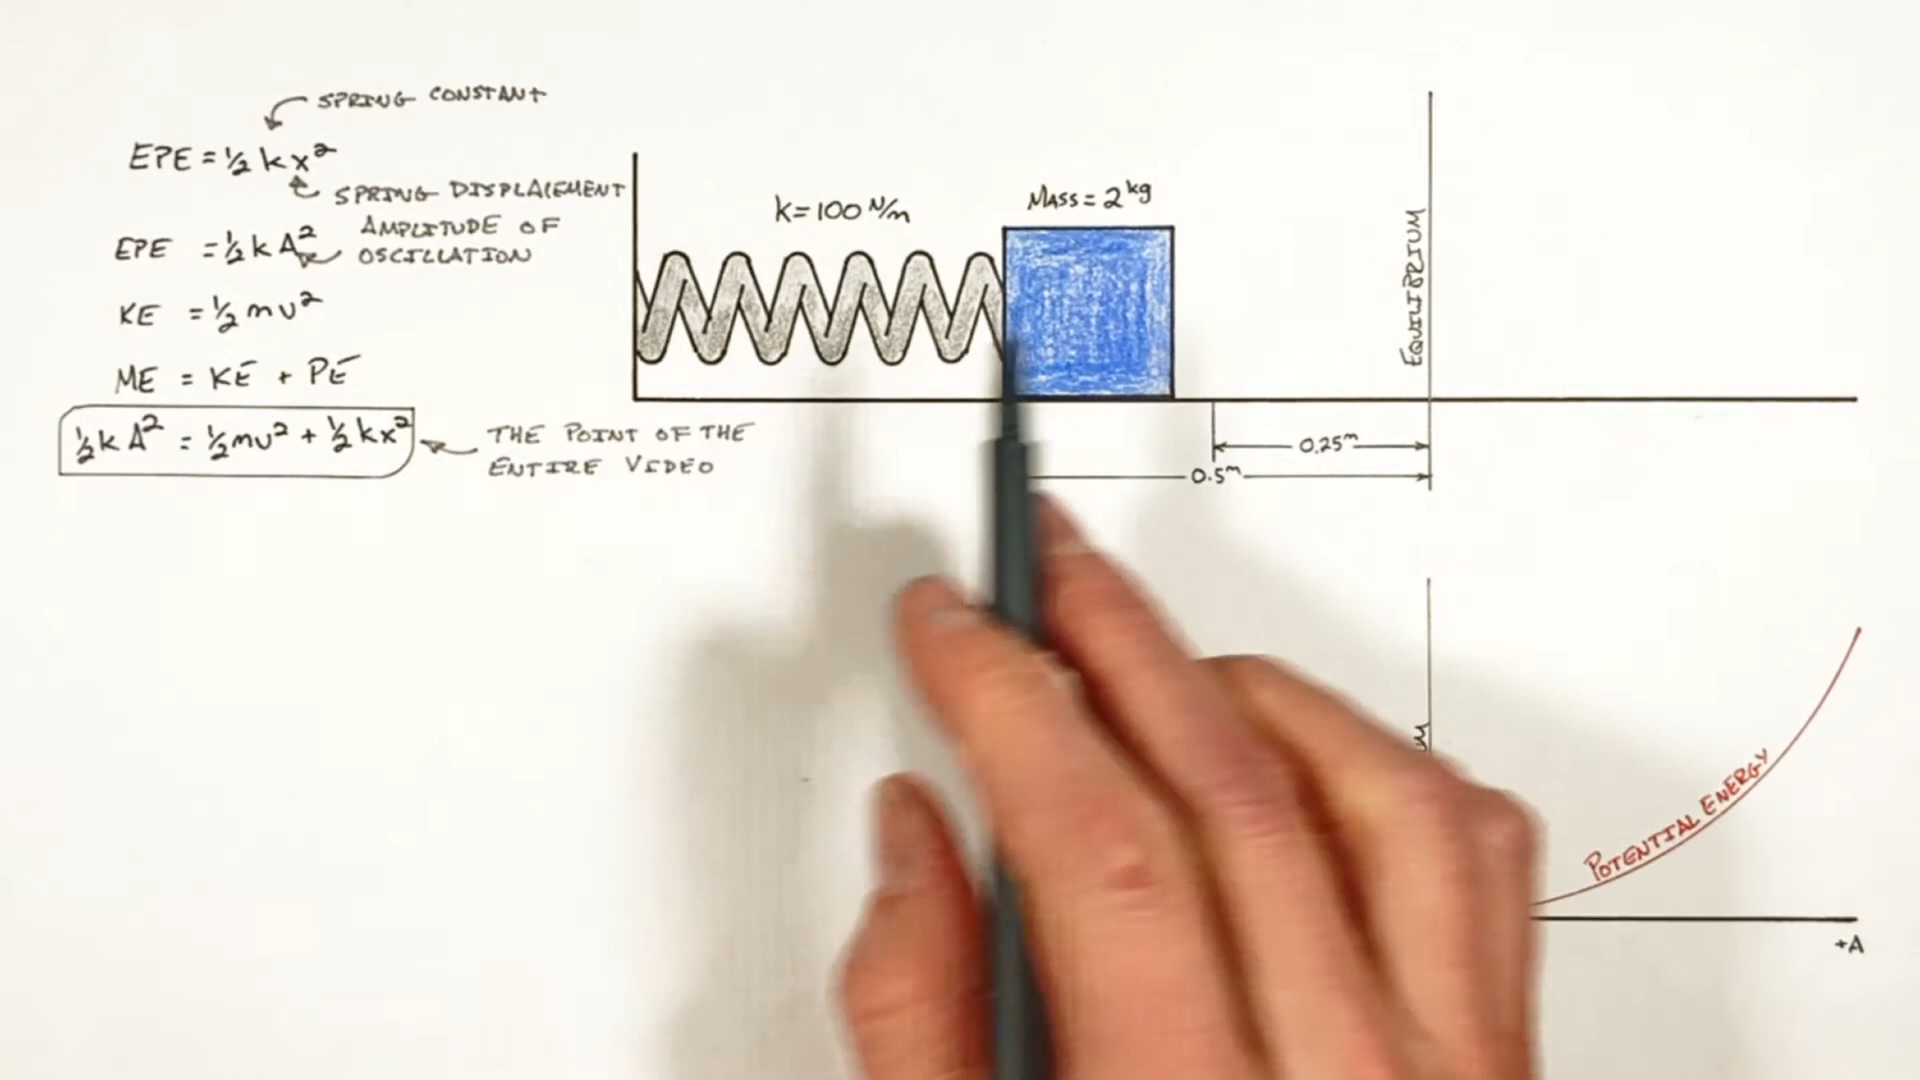 SPRING CONSTANT
EPE = ½ k x²
SPRING DISPLACEMENT
EPE = ½ k A²
AMPLITUDE OF
OSCILLATION
KE = ½ m v²
ME = KE + PE
½ k A² = ½ m v² + ½ k x²
THE POINT OF THE
ENTIRE VIDEO
k = 100 N/m
MASS = 2 kg
EQUILIBRIUM
0.25 m
0.5 m
POTENTIAL ENERGY
+A